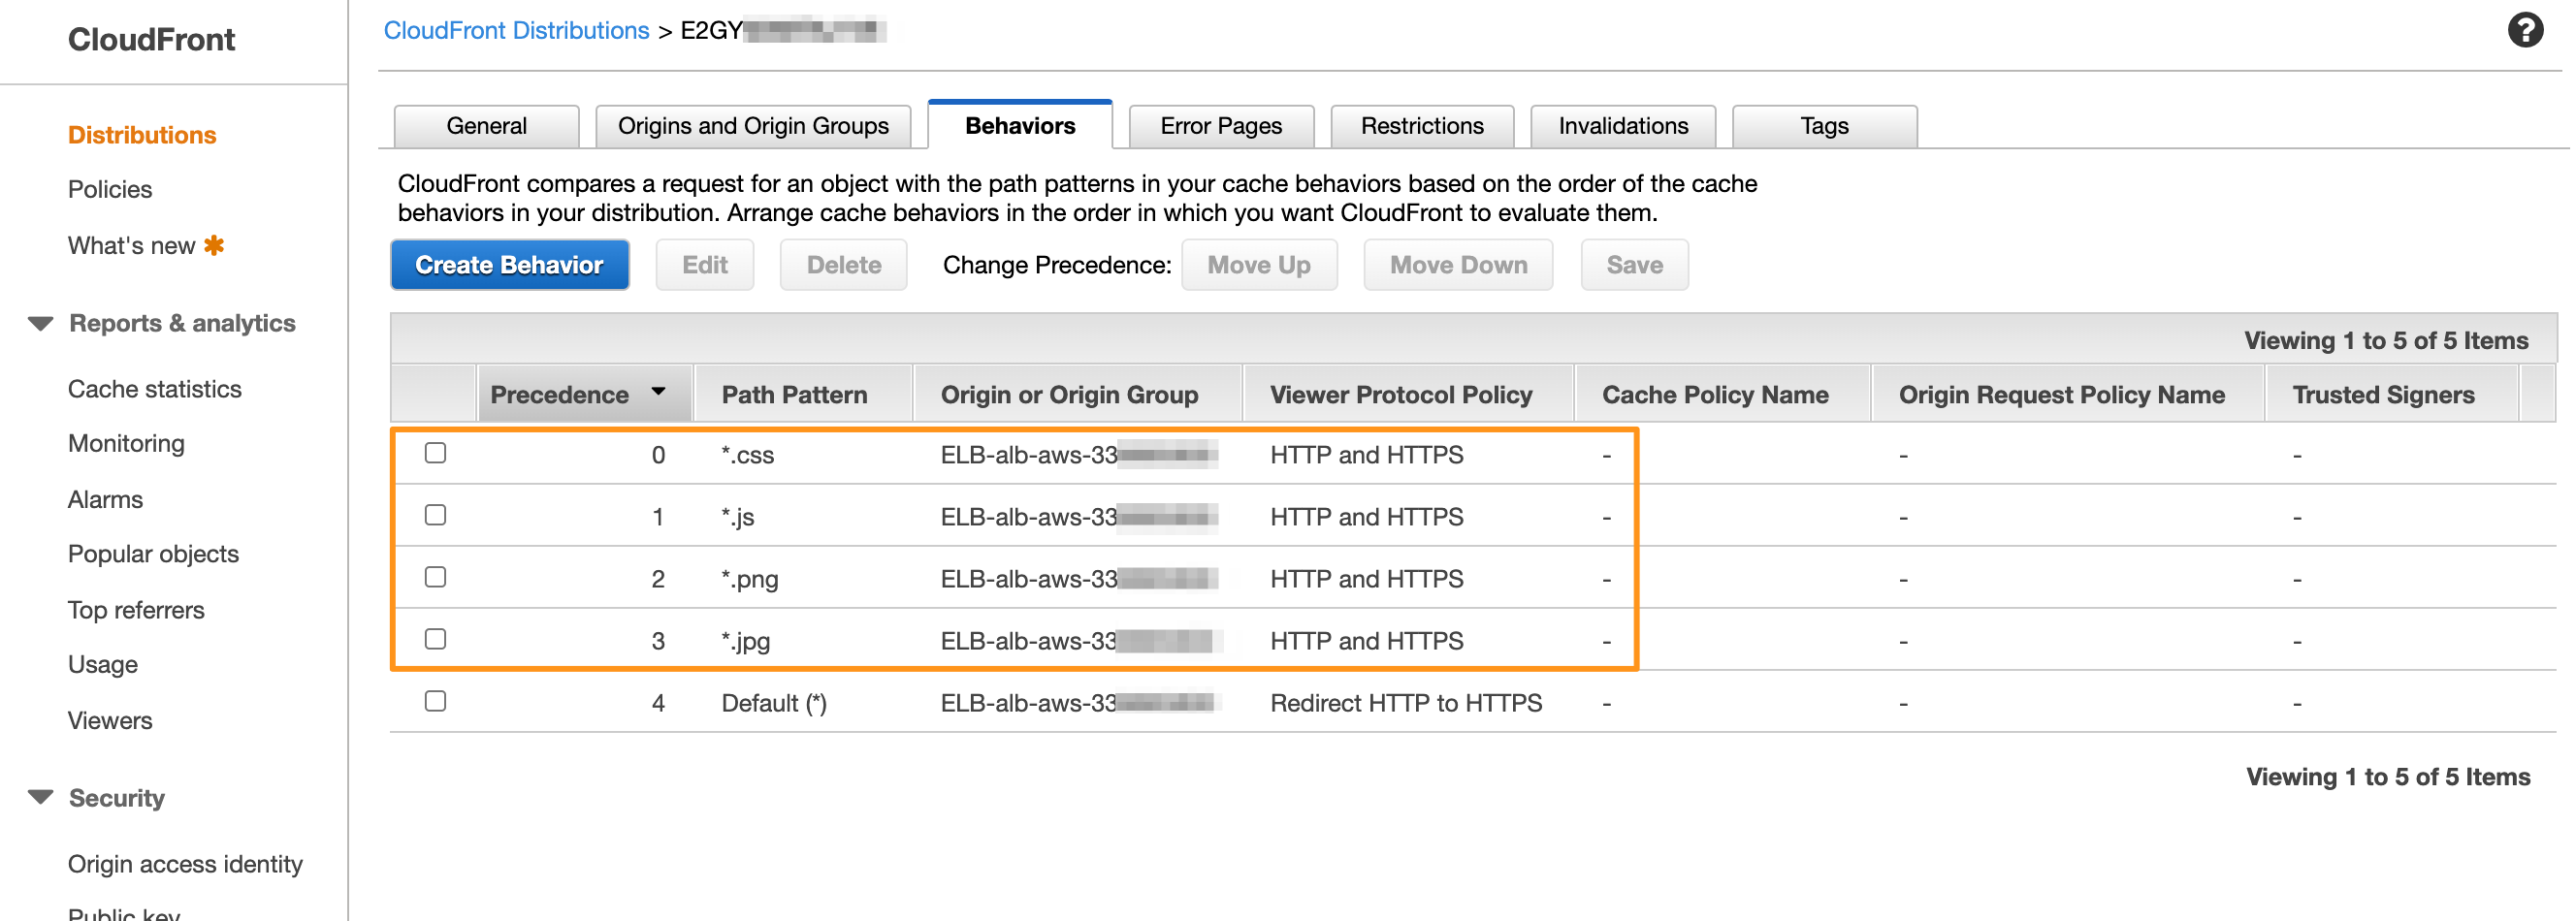 CloudFront
Distributions
Policies
What's new
Reports & analytics
Cache statistics
Monitoring
Alarms
Popular objects
Top referrers
Usage
Viewers
Security
Origin access identity
Public key
CloudFront Distributions > E2GY
General Origins and Origin Groups Behaviors Error Pages Restrictions Invalidations Tags
CloudFront compares a request for an object with the path patterns in your cache behaviors based on the order of the cache
behaviors in your distribution. Arrange cache behaviors in the order in which you want CloudFront to evaluate them.
Create Behavior Edit Delete Change Precedence: Move Up Move Down Save
Viewing 1 to 5 of 5 Items
Precedence Path Pattern Origin or Origin Group Viewer Protocol Policy Cache Policy Name Origin Request Policy Name Trusted Signers
0 *.css ELB-alb-aws-33 HTTP and HTTPS - - -
1 *.js ELB-alb-aws-33 HTTP and HTTPS - - -
2 *.png ELB-alb-aws-33 HTTP and HTTPS - - -
3 *.jpg ELB-alb-aws-33 HTTP and HTTPS - - -
4 Default (*) ELB-alb-aws-33 Redirect HTTP to HTTPS - - -
Viewing 1 to 5 of 5 Items